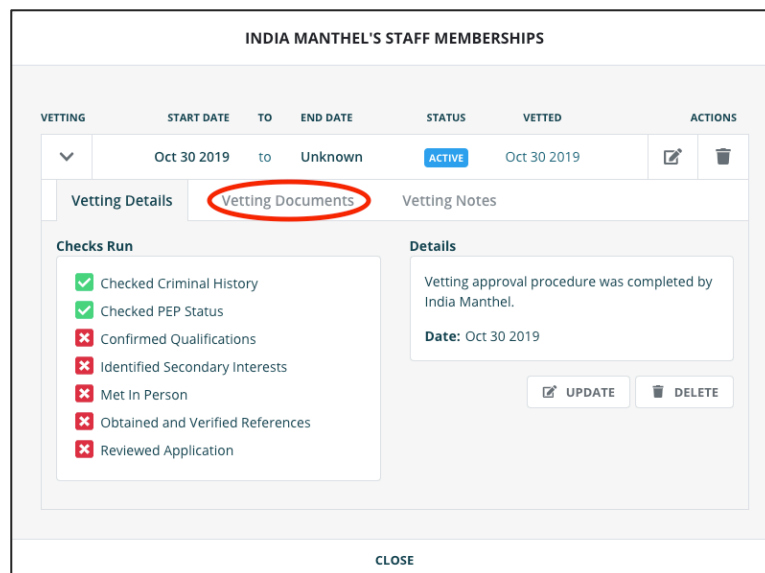 INDIA MANTHEL'S STAFF MEMBERSHIPS
VETTING START DATE TO END DATE STATUS VETTED ACTIONS
Oct 30 2019 to Unknown ACTIVE Oct 30 2019
Vetting Details Vetting Documents Vetting Notes
Checks Run
Checked Criminal History
Checked PEP Status
Confirmed Qualifications
Identified Secondary Interests
Met In Person
Obtained and Verified References
Reviewed Application
Details
Vetting approval procedure was completed by
India Manthel.
Date: Oct 30 2019
UPDATE DELETE
CLOSE